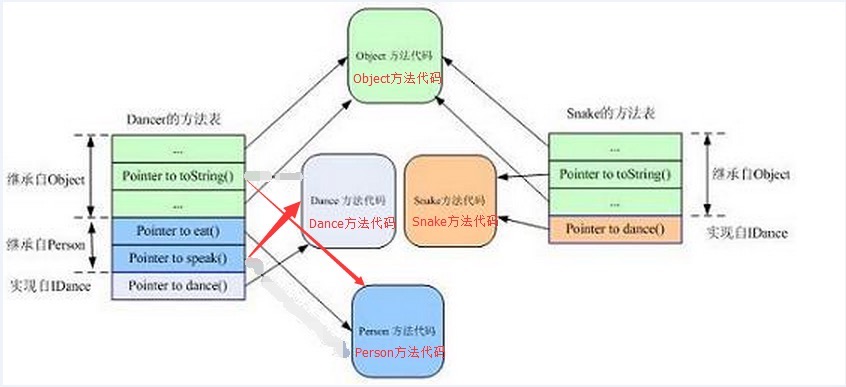 Object 方法代码
Object方法代码
Dancer的方法表
...
Pointer to toString()
...
Pointer to eat()
Pointer to speak()
Pointer to dance()
继承自Object
继承自Person
实现自IDance
Dance 方法代码
Dance方法代码
Snake方法代码
Snake方法代码
Person 方法代码
Person方法代码
Snake的方法表
...
Pointer to toString()
...
Pointer to dance()
继承自Object
实现自IDance